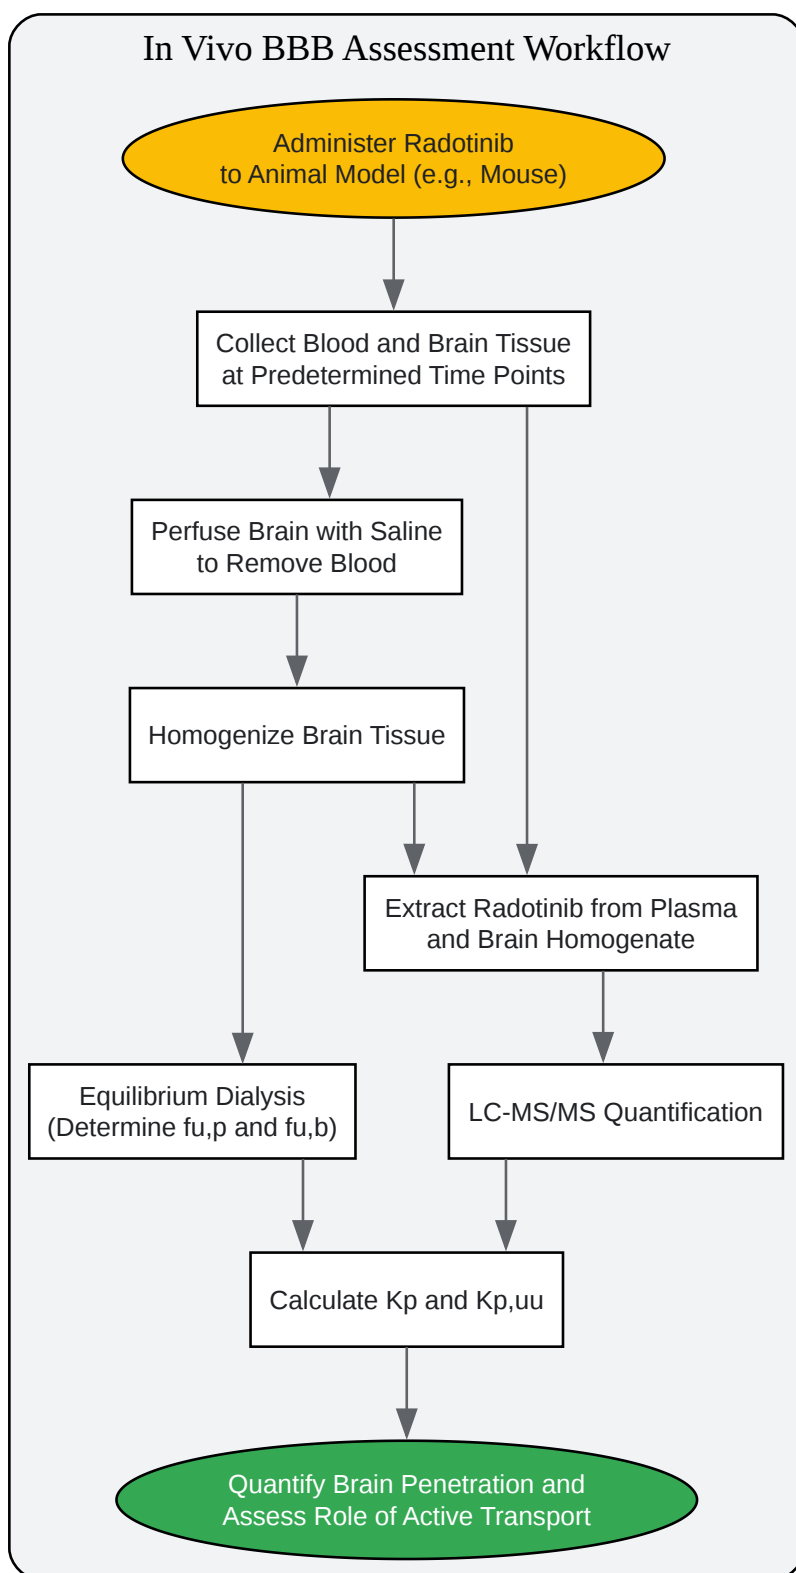 In Vivo BBB Assessment Workflow
Administer Radotinib
to Animal Model (e.g., Mouse)
Collect Blood and Brain Tissue
at Predetermined Time Points
Perfuse Brain with Saline
to Remove Blood
Homogenize Brain Tissue
Extract Radotinib from Plasma
and Brain Homogenate
Equilibrium Dialysis
(Determine fu,p and fu,b)
LC-MS/MS Quantification
Calculate Kp and Kp,uu
Quantify Brain Penetration and
Assess Role of Active Transport